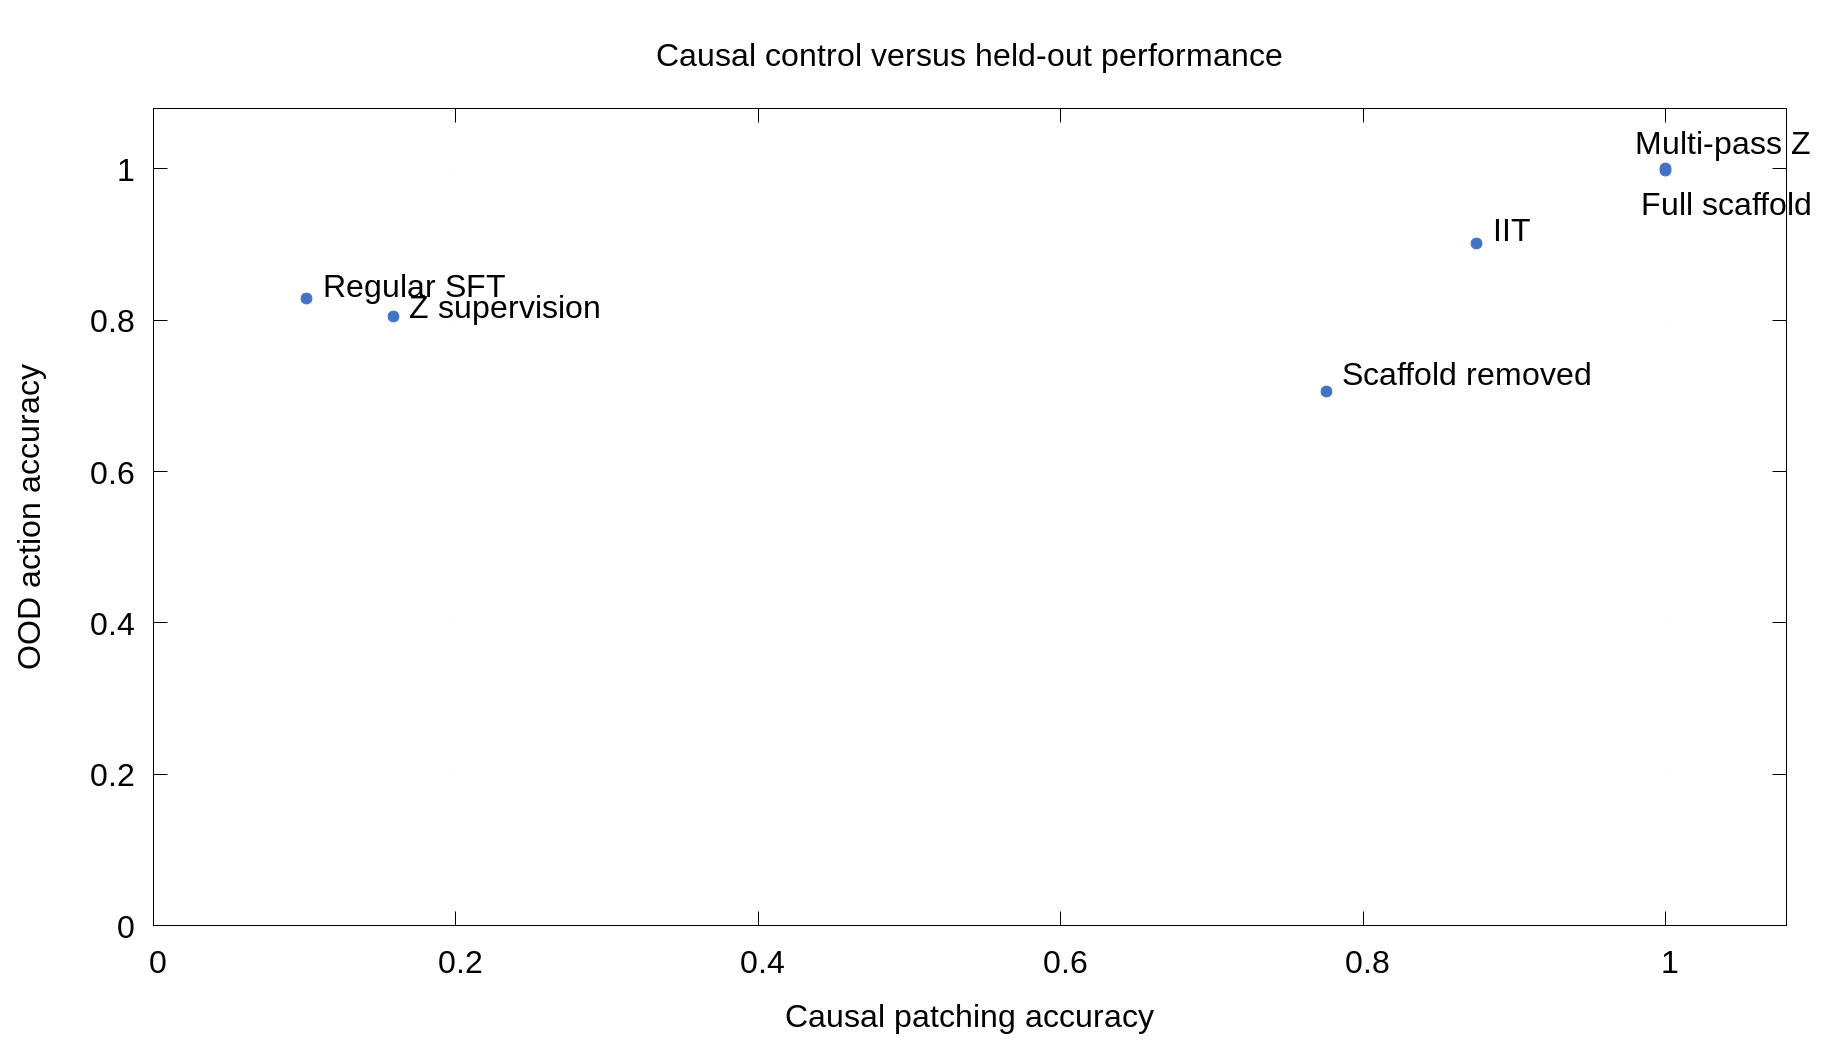 Causal control versus held-out performance
Multi-pass Z
1
Full scaffold
IIT
Regular SFT
Z supervision
0.8
Scaffold removed
OOD action accuracy
0.6
0.4
0.2
0
0 0.2 0.4 0.6 0.8 1
Causal patching accuracy